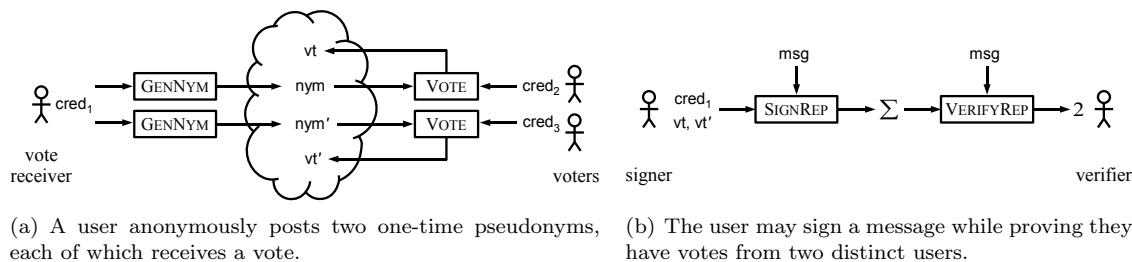 vt
cred₁ GENNYM nym VOTE cred₂
GENNYM nym′ VOTE cred₃
vt′
vote
receiver
voters
msg msg
cred₁
vt, vt′
SIGNREP Σ VERIFYREP 2
signer verifier
(a) A user anonymously posts two one-time pseudonyms,
each of which receives a vote.
(b) The user may sign a message while proving they
have votes from two distinct users.